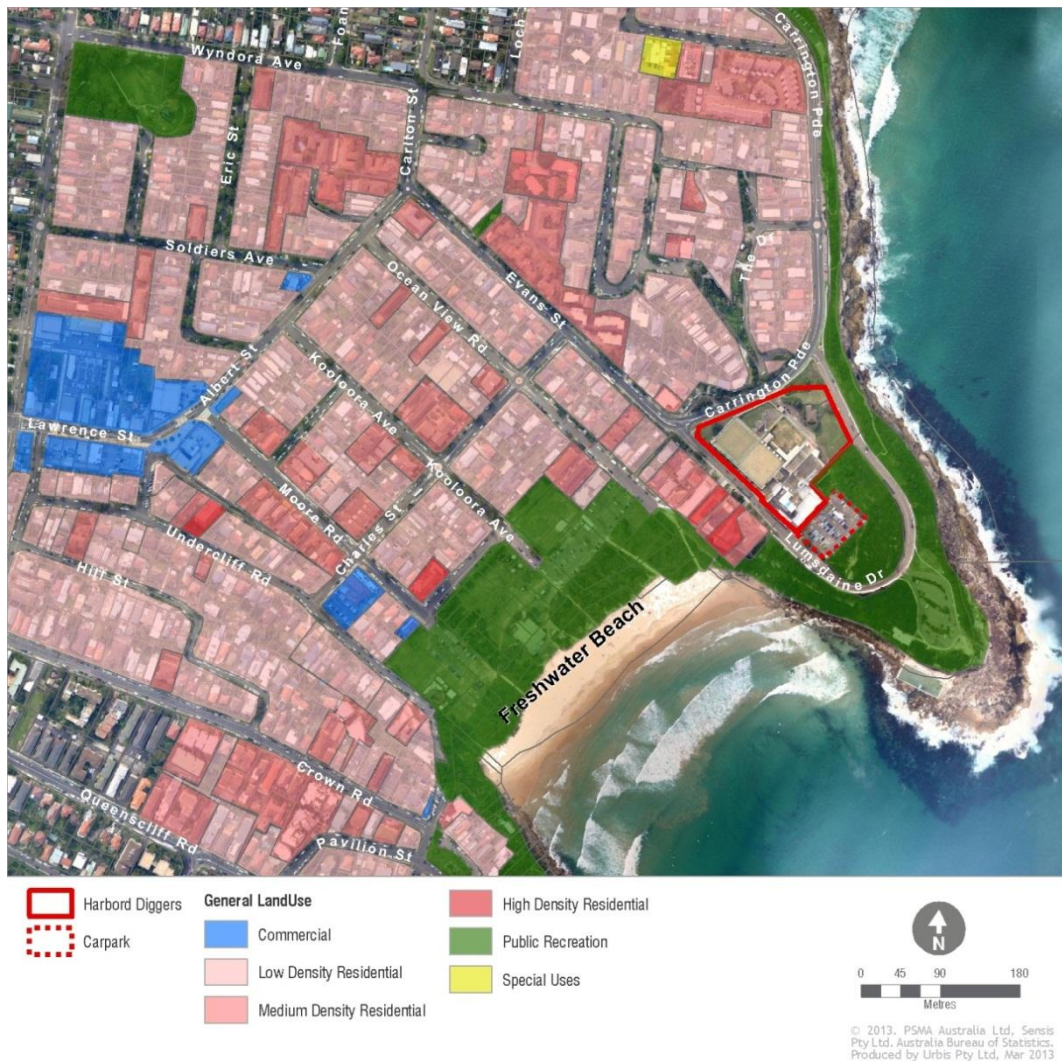 Wyndora Ave
Foam
Loch
Carrington Pde
Carrington Pde
Eric St
Carlton St
Soldiers Ave
Ocean View Rd
Evans St
The Dr
Albert St
Kooloora Ave
Carrington Pde
Lawrence St
Kooloora Ave
Moore Rd
Charles St
Undercliff Rd
Hill St
Lumsdaine Dr
Freshwater Beach
Crown Rd
Queenscliff Rd
Pavilion St
Harbord Diggers
Carpark
General LandUse
Commercial
Low Density Residential
Medium Density Residential
High Density Residential
Public Recreation
Special Uses
N
0 45 90 180
Metres
© 2013. PSMA Australia Ltd, Sensis
Pty Ltd. Australia Bureau of Statistics.
Produced by Urbis Pty Ltd, Mar 2013